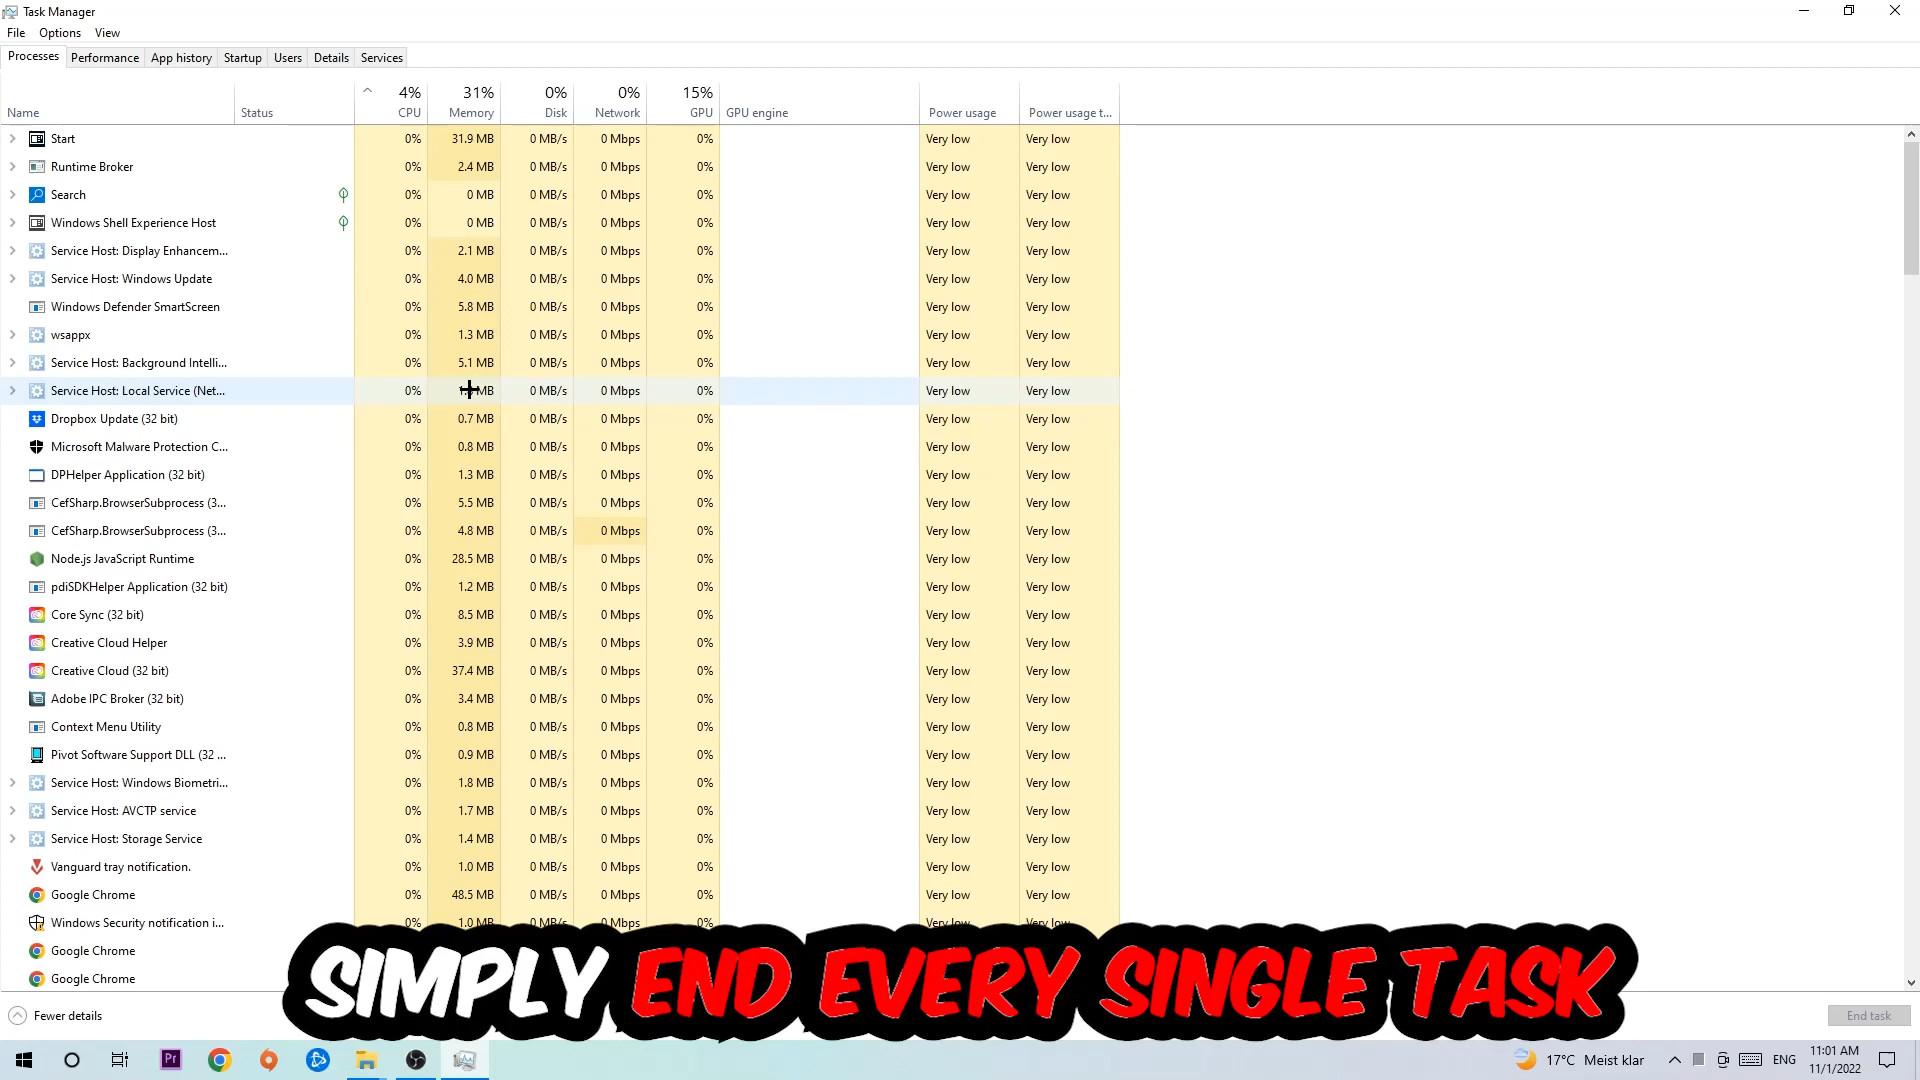 Task Manager
File Options View
Processes Performance App history Startup Users Details Services
4% 31% 0% 0% 15%
Name Status CPU Memory Disk Network GPU GPU engine Power usage Power usage t...
Start 0% 31.9 MB 0 MB/s 0 Mbps 0% Very low Very low
Runtime Broker 0% 2.4 MB 0 MB/s 0 Mbps 0% Very low Very low
Search 0% 0 MB 0 MB/s 0 Mbps 0% Very low Very low
Windows Shell Experience Host 0% 0 MB 0 MB/s 0 Mbps 0% Very low Very low
Service Host: Display Enhancem... 0% 2.1 MB 0 MB/s 0 Mbps 0% Very low Very low
Service Host: Windows Update 0% 4.0 MB 0 MB/s 0 Mbps 0% Very low Very low
Windows Defender SmartScreen 0% 5.8 MB 0 MB/s 0 Mbps 0% Very low Very low
wsappx 0% 1.3 MB 0 MB/s 0 Mbps 0% Very low Very low
Service Host: Background Intelli... 0% 5.1 MB 0 MB/s 0 Mbps 0% Very low Very low
Service Host: Local Service (Net... 0% MB 0 MB/s 0 Mbps 0% Very low Very low
Dropbox Update (32 bit) 0% 0.7 MB 0 MB/s 0 Mbps 0% Very low Very low
Microsoft Malware Protection C... 0% 0.8 MB 0 MB/s 0 Mbps 0% Very low Very low
DPHelper Application (32 bit) 0% 1.3 MB 0 MB/s 0 Mbps 0% Very low Very low
CefSharp.BrowserSubprocess (3... 0% 5.5 MB 0 MB/s 0 Mbps 0% Very low Very low
CefSharp.BrowserSubprocess (3... 0% 4.8 MB 0 MB/s 0 Mbps 0% Very low Very low
Node.js JavaScript Runtime 0% 28.5 MB 0 MB/s 0 Mbps 0% Very low Very low
pdiSDKHelper Application (32 bit) 0% 1.2 MB 0 MB/s 0 Mbps 0% Very low Very low
Core Sync (32 bit) 0% 8.5 MB 0 MB/s 0 Mbps 0% Very low Very low
Creative Cloud Helper 0% 3.9 MB 0 MB/s 0 Mbps 0% Very low Very low
Creative Cloud (32 bit) 0% 37.4 MB 0 MB/s 0 Mbps 0% Very low Very low
Adobe IPC Broker (32 bit) 0% 3.4 MB 0 MB/s 0 Mbps 0% Very low Very low
Context Menu Utility 0% 0.8 MB 0 MB/s 0 Mbps 0% Very low Very low
Pivot Software Support DLL (32 ... 0% 0.9 MB 0 MB/s 0 Mbps 0% Very low Very low
Service Host: Windows Biometri... 0% 1.8 MB 0 MB/s 0 Mbps 0% Very low Very low
Service Host: AVCTP service 0% 1.7 MB 0 MB/s 0 Mbps 0% Very low Very low
Service Host: Storage Service 0% 1.4 MB 0 MB/s 0 Mbps 0% Very low Very low
Vanguard tray notification. 0% 1.0 MB 0 MB/s 0 Mbps 0% Very low Very low
Google Chrome 0% 48.5 MB 0 MB/s 0 Mbps 0% Very low Very low
Windows Security notification i... 0% 1.0 MB 0 MB/s 0 Mbps 0% Very low Very low
Google Chrome
Google Chrome
SIMPLY END EVERY SINGLE TASK
Fewer details End task
Pr 17°C Meist klar ENG 11:01 AM
11/1/2022